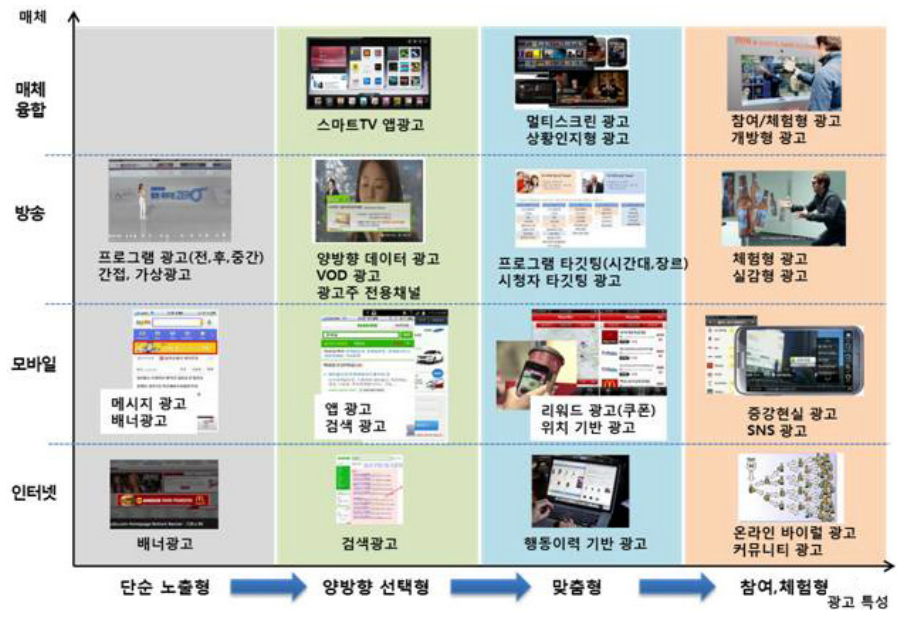 매체
매체
융합
스마트TV 앱광고
멀티스크린 광고
상황인지형 광고
참여/체험형 광고
개방형 광고
방송
프로그램 광고(전,후,중간)
간접, 가상광고
양방향 데이터 광고
VOD 광고
광고주 전용채널
프로그램 타깃팅(시간대,장르)
시청자 타깃팅 광고
체험형 광고
실감형 광고
모바일
메시지 광고
배너광고
앱 광고
검색 광고
리워드 광고(쿠폰)
위치 기반 광고
증강현실 광고
SNS 광고
인터넷
배너광고
검색광고
행동이력 기반 광고
온라인 바이럴 광고
커뮤니티 광고
단순 노출형
양방향 선택형
맞춤형
참여,체험형
광고 특성